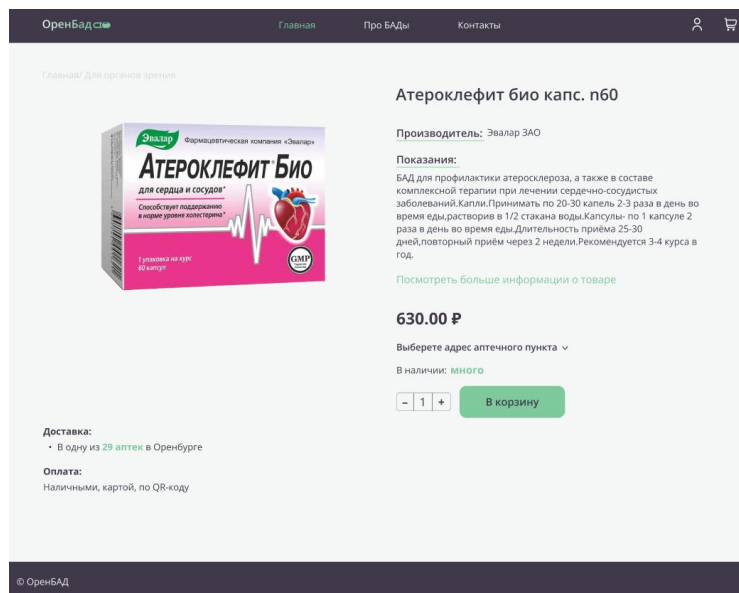 ОренБад
Главная
Про БАДы
Контакты
Главная/ Для органов зрения
Атероклефит био капс. n60
Производитель: Эвалар ЗАО
Показания:
БАД для профилактики атеросклероза, а также в составе
комплексной терапии при лечении сердечно-сосудистых
заболеваний.Капли.Принимать по 20-30 капель 2-3 раза в день во
время еды,растворив в 1/2 стакана воды.Капсулы- по 1 капсуле 2
раза в день во время еды.Длительность приёма 25-30
дней,повторный приём через 2 недели.Рекомендуется 3-4 курса в
год.
Посмотреть больше информации о товаре
630.00 ₽
Выберете адрес аптечного пункта
В наличии: много
– 1 +
В корзину
Эвалар
Фармацевтическая компания «Эвалар»
АТЕРОКЛЕФИТ БИО
для сердца и сосудов*
Способствует поддержанию
в норме уровня холестерина*
1 упаковка на курс
60 капсул
GMP
Доставка:
• В одну из 29 аптек в Оренбурге
Оплата:
Наличными, картой, по QR-коду
© ОренБАД